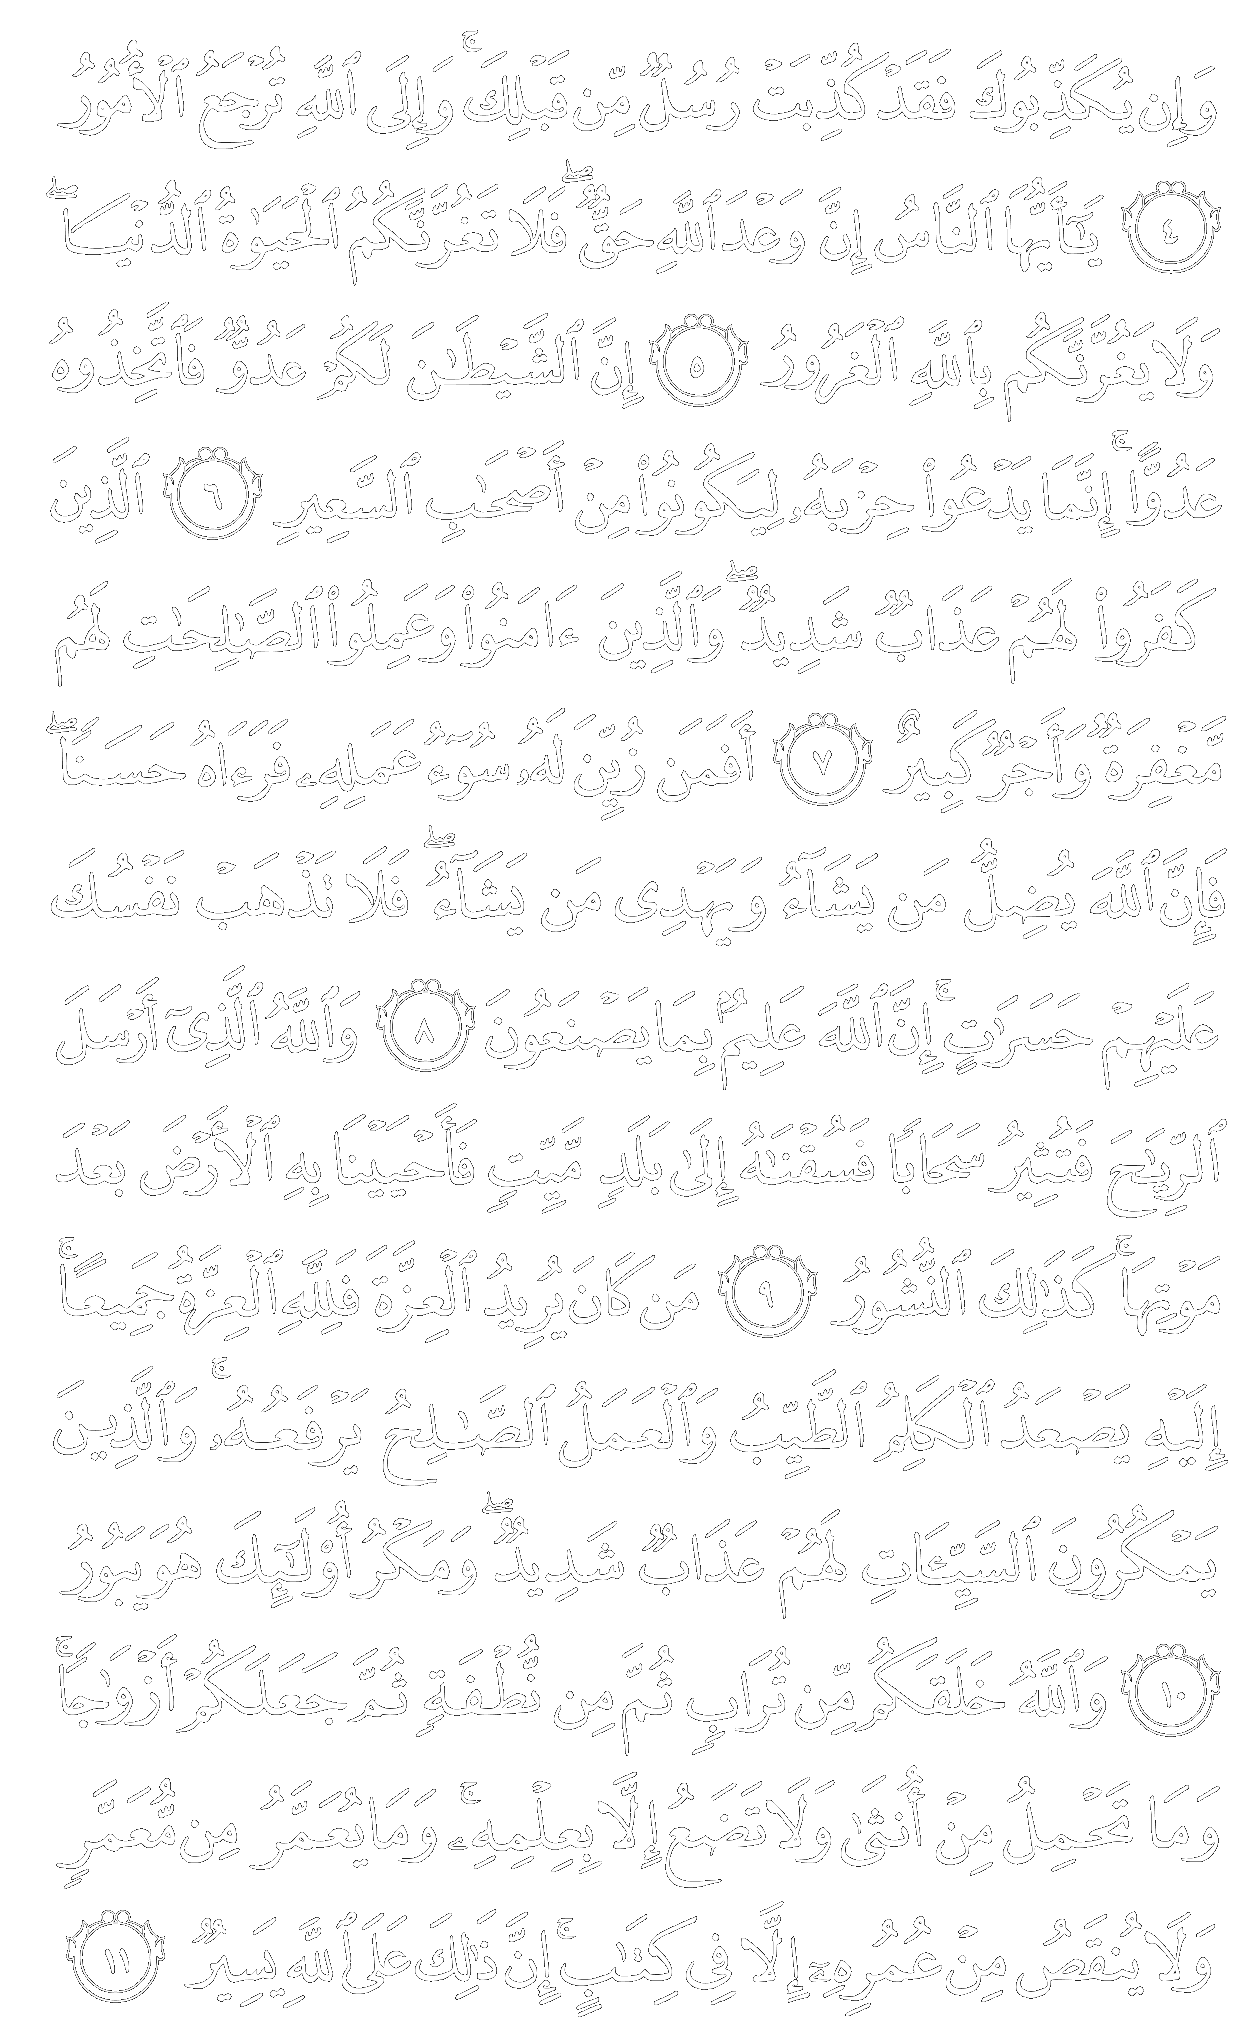 وَإِن يُكَذِّبُوكَ فَقَدْ كُذِّبَتْ رُسُلٌ مِّن قَبْلِكَ ۚ وَإِلَى ٱللَّهِ تُرْجَعُ ٱلْأُمُورُ
٤ يَـٰٓأَيُّهَا ٱلنَّاسُ إِنَّ وَعْدَ ٱللَّهِ حَقٌّ ۖ فَلَا تَغُرَّنَّكُمُ ٱلْحَيَوٰةُ ٱلدُّنْيَا ۖ
وَلَا يَغُرَّنَّكُم بِٱللَّهِ ٱلْغَرُورُ ٥ إِنَّ ٱلشَّيْطَـٰنَ لَكُمْ عَدُوٌّ فَٱتَّخِذُوهُ
عَدُوًّا ۚ إِنَّمَا يَدْعُوا۟ حِزْبَهُۥ لِيَكُونُوا۟ مِنْ أَصْحَـٰبِ ٱلسَّعِيرِ ٦ ٱلَّذِينَ
كَفَرُوا۟ لَهُمْ عَذَابٌ شَدِيدٌ ۖ وَٱلَّذِينَ ءَامَنُوا۟ وَعَمِلُوا۟ ٱلصَّـٰلِحَـٰتِ لَهُم
مَّغْفِرَةٌ وَأَجْرٌ كَبِيرٌ ٧ أَفَمَن زُيِّنَ لَهُۥ سُوٓءُ عَمَلِهِۦ فَرَءَاهُ حَسَنًا ۖ
فَإِنَّ ٱللَّهَ يُضِلُّ مَن يَشَآءُ وَيَهْدِى مَن يَشَآءُ ۖ فَلَا تَذْهَبْ نَفْسُكَ
عَلَيْهِمْ حَسَرَٰتٍ ۚ إِنَّ ٱللَّهَ عَلِيمٌۢ بِمَا يَصْنَعُونَ ٨ وَٱللَّهُ ٱلَّذِىٓ أَرْسَلَ
ٱلرِّيَـٰحَ فَتُثِيرُ سَحَابًا فَسُقْنَـٰهُ إِلَىٰ بَلَدٍ مَّيِّتٍ فَأَحْيَيْنَا بِهِ ٱلْأَرْضَ بَعْدَ
مَوْتِهَا ۚ كَذَٰلِكَ ٱلنُّشُورُ ٩ مَن كَانَ يُرِيدُ ٱلْعِزَّةَ فَلِلَّهِ ٱلْعِزَّةُ جَمِيعًا ۚ
إِلَيْهِ يَصْعَدُ ٱلْكَلِمُ ٱلطَّيِّبُ وَٱلْعَمَلُ ٱلصَّـٰلِحُ يَرْفَعُهُۥ ۚ وَٱلَّذِينَ
يَمْكُرُونَ ٱلسَّيِّـَٔاتِ لَهُمْ عَذَابٌ شَدِيدٌ ۖ وَمَكْرُ أُو۟لَـٰٓئِكَ هُوَ يَبُورُ
١٠ وَٱللَّهُ خَلَقَكُم مِّن تُرَابٍ ثُمَّ مِن نُّطْفَةٍ ثُمَّ جَعَلَكُمْ أَزْوَٰجًا ۚ
وَمَا تَحْمِلُ مِنْ أُنثَىٰ وَلَا تَضَعُ إِلَّا بِعِلْمِهِۦ ۚ وَمَا يُعَمَّرُ مِن مُّعَمَّرٍ
وَلَا يُنقَصُ مِنْ عُمُرِهِۦٓ إِلَّا فِى كِتَـٰبٍ ۚ إِنَّ ذَٰلِكَ عَلَى ٱللَّهِ يَسِيرٌ ١١